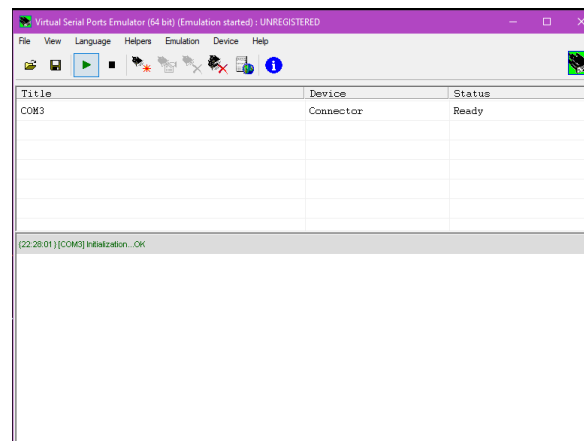 Virtual Serial Ports Emulator (64 bit) (Emulation started) : UNREGISTERED
File View Language Helpers Emulation Device Help
Title Device Status
COM3 Connector Ready
(22:28:01) [COM3] Initialization...OK